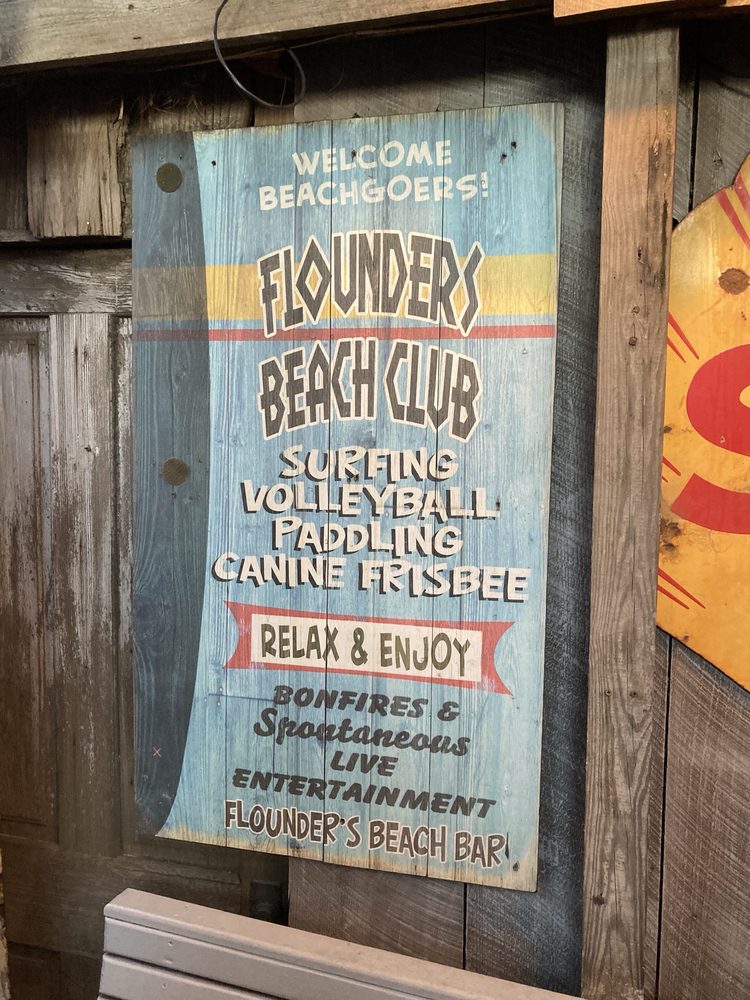 WELCOME
BEACHGOERS!
FLOUNDERS
BEACH CLUB
SURFING
VOLLEYBALL
PADDLING
CANINE FRISBEE
RELAX & ENJOY
BONFIRES &
Spontaneous
LIVE
ENTERTAINMENT
FLOUNDER'S BEACH BAR
S